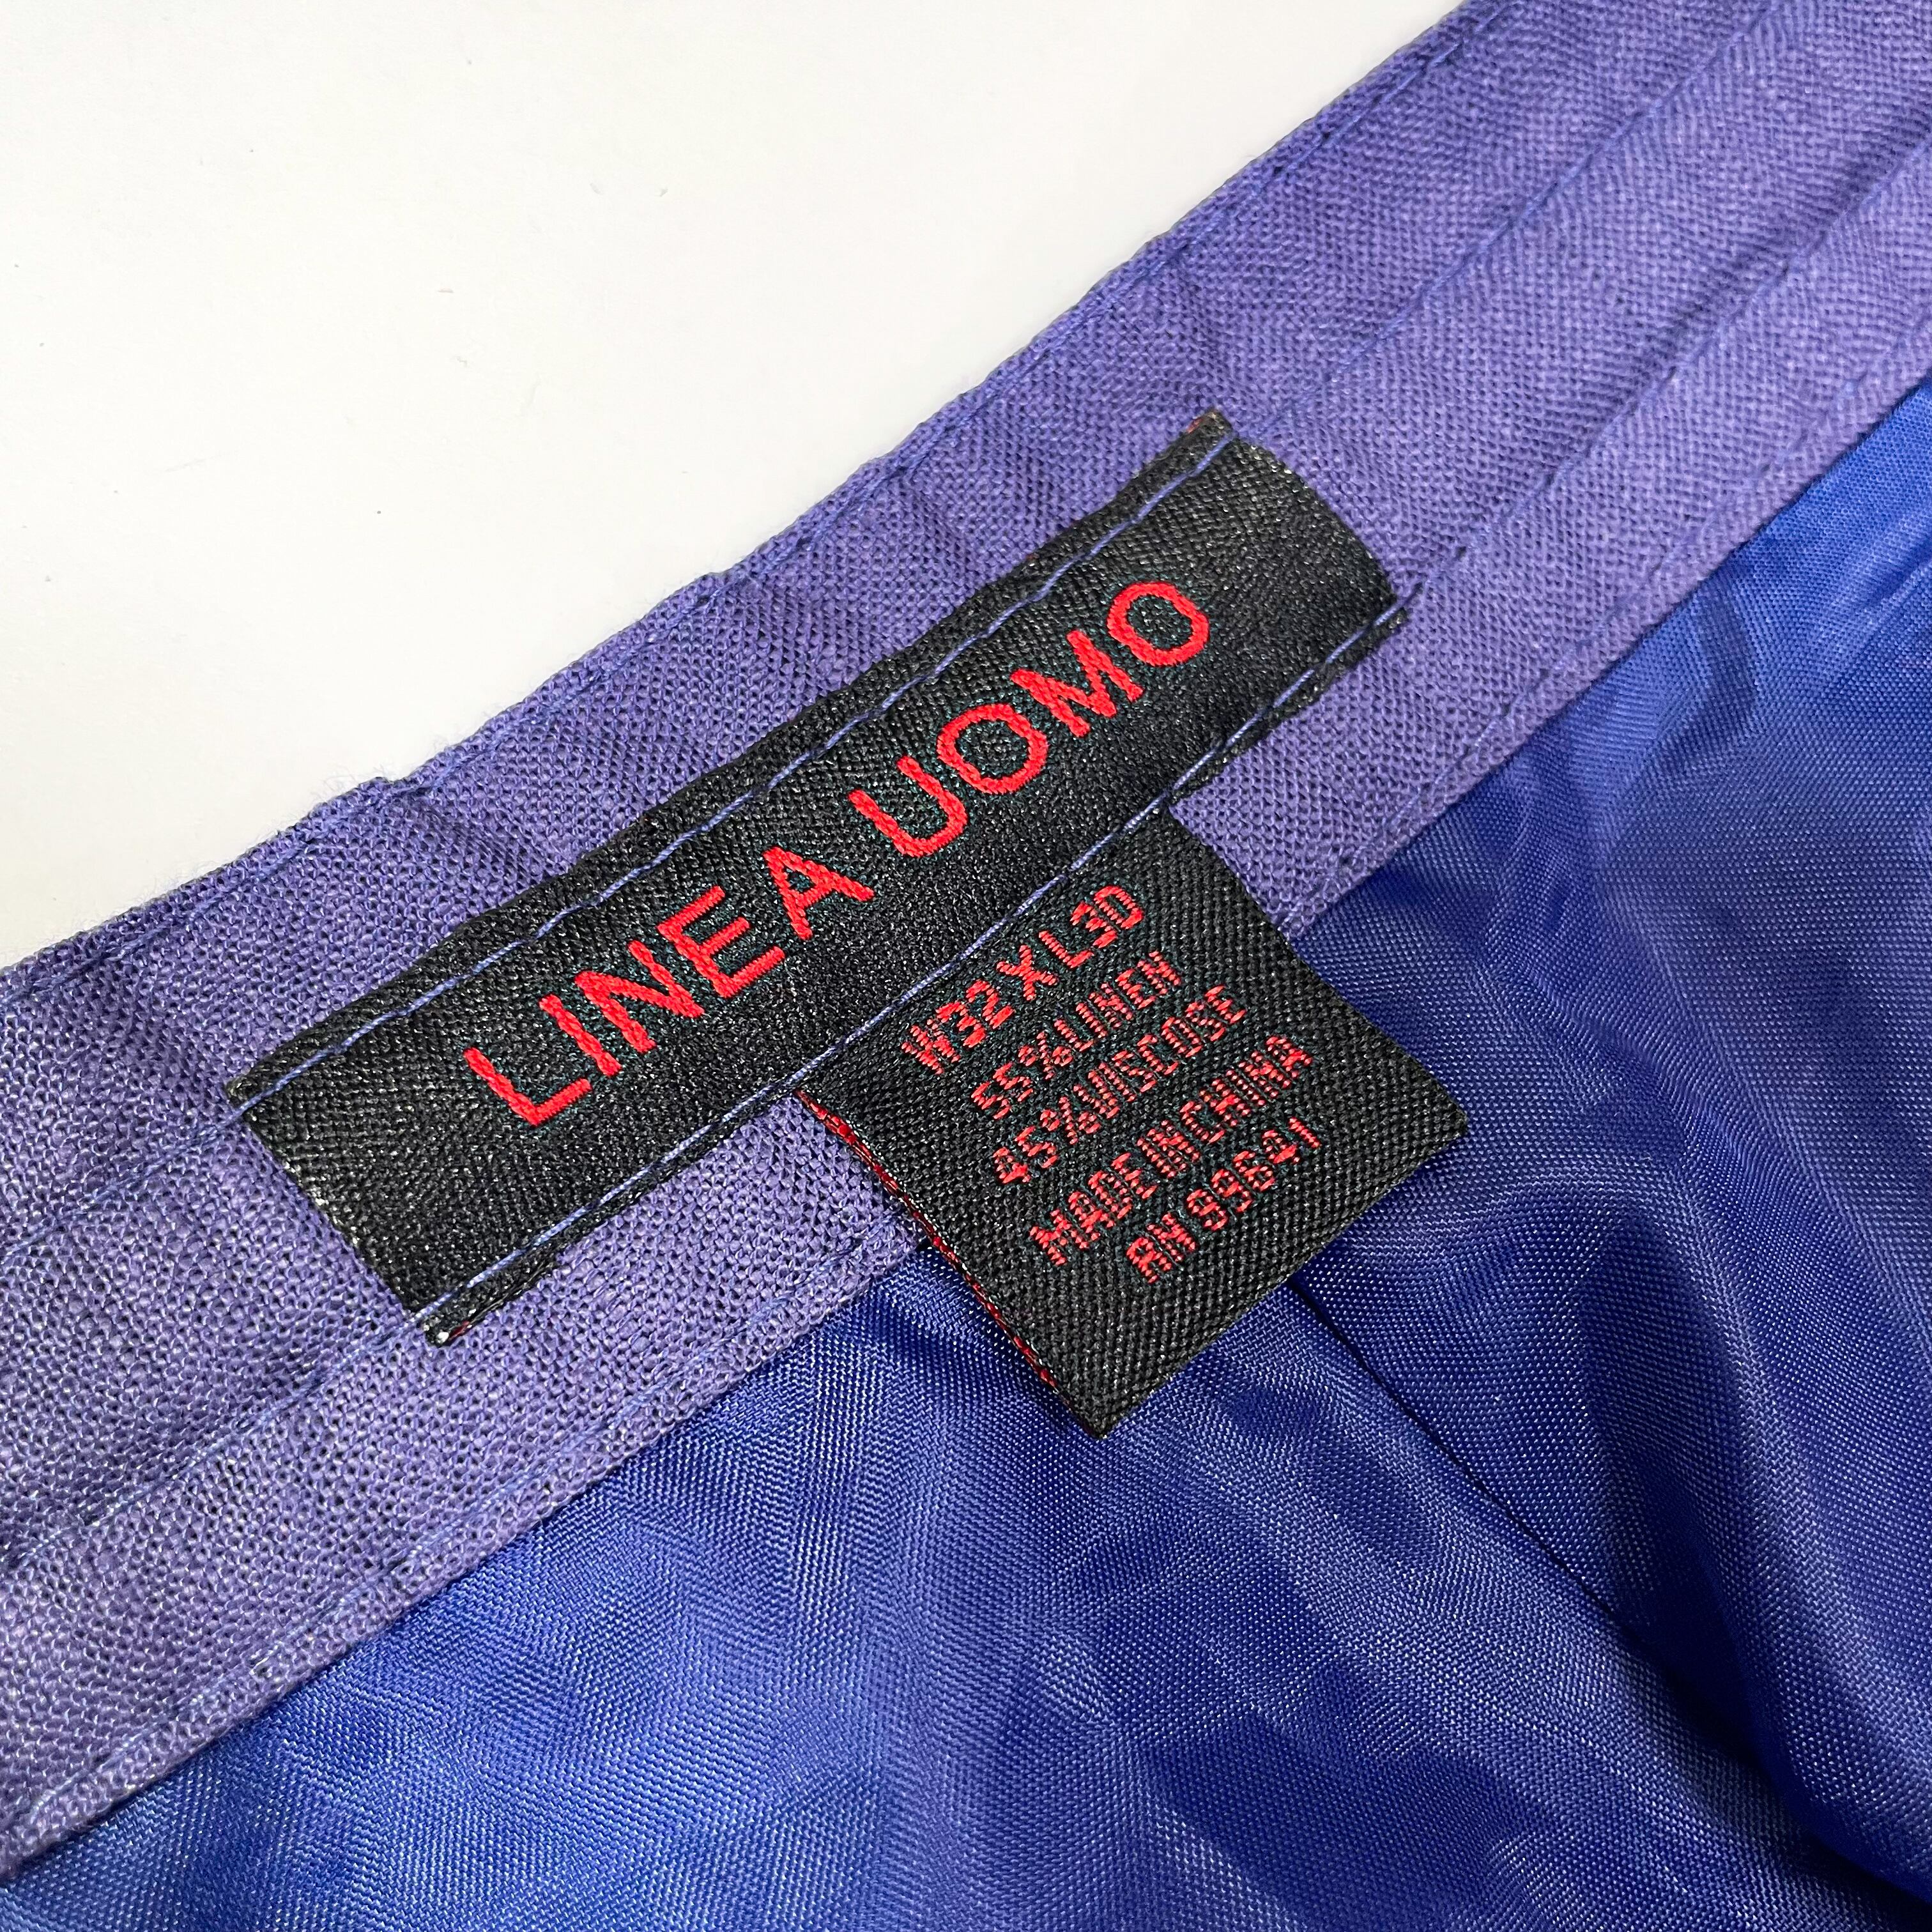 LINEA UOMO
W32 X L30
55%LINEN
45%VISCOSE
MADE IN CHINA
RN 99641